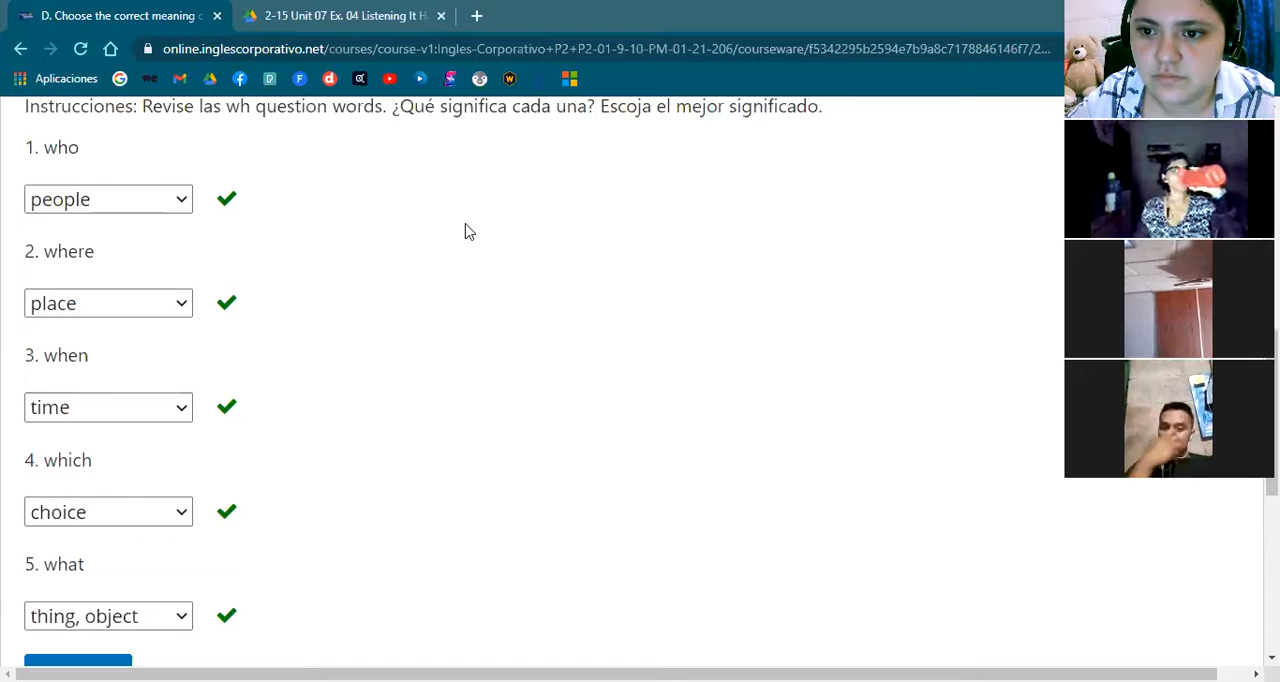 D. Choose the correct meaning c
2-15 Unit 07 Ex. 04 Listening It H
online.inglescorporativo.net/courses/course-v1:Ingles-Corporativo+P2+P2-01-9-10-PM-01-21-206/courseware/f5342295b2594e7b9a8c7178846146f7/2...
Aplicaciones
Instrucciones: Revise las wh question words. ¿Qué significa cada una? Escoja el mejor significado.
1. who
people
2. where
place
3. when
time
4. which
choice
5. what
thing, object